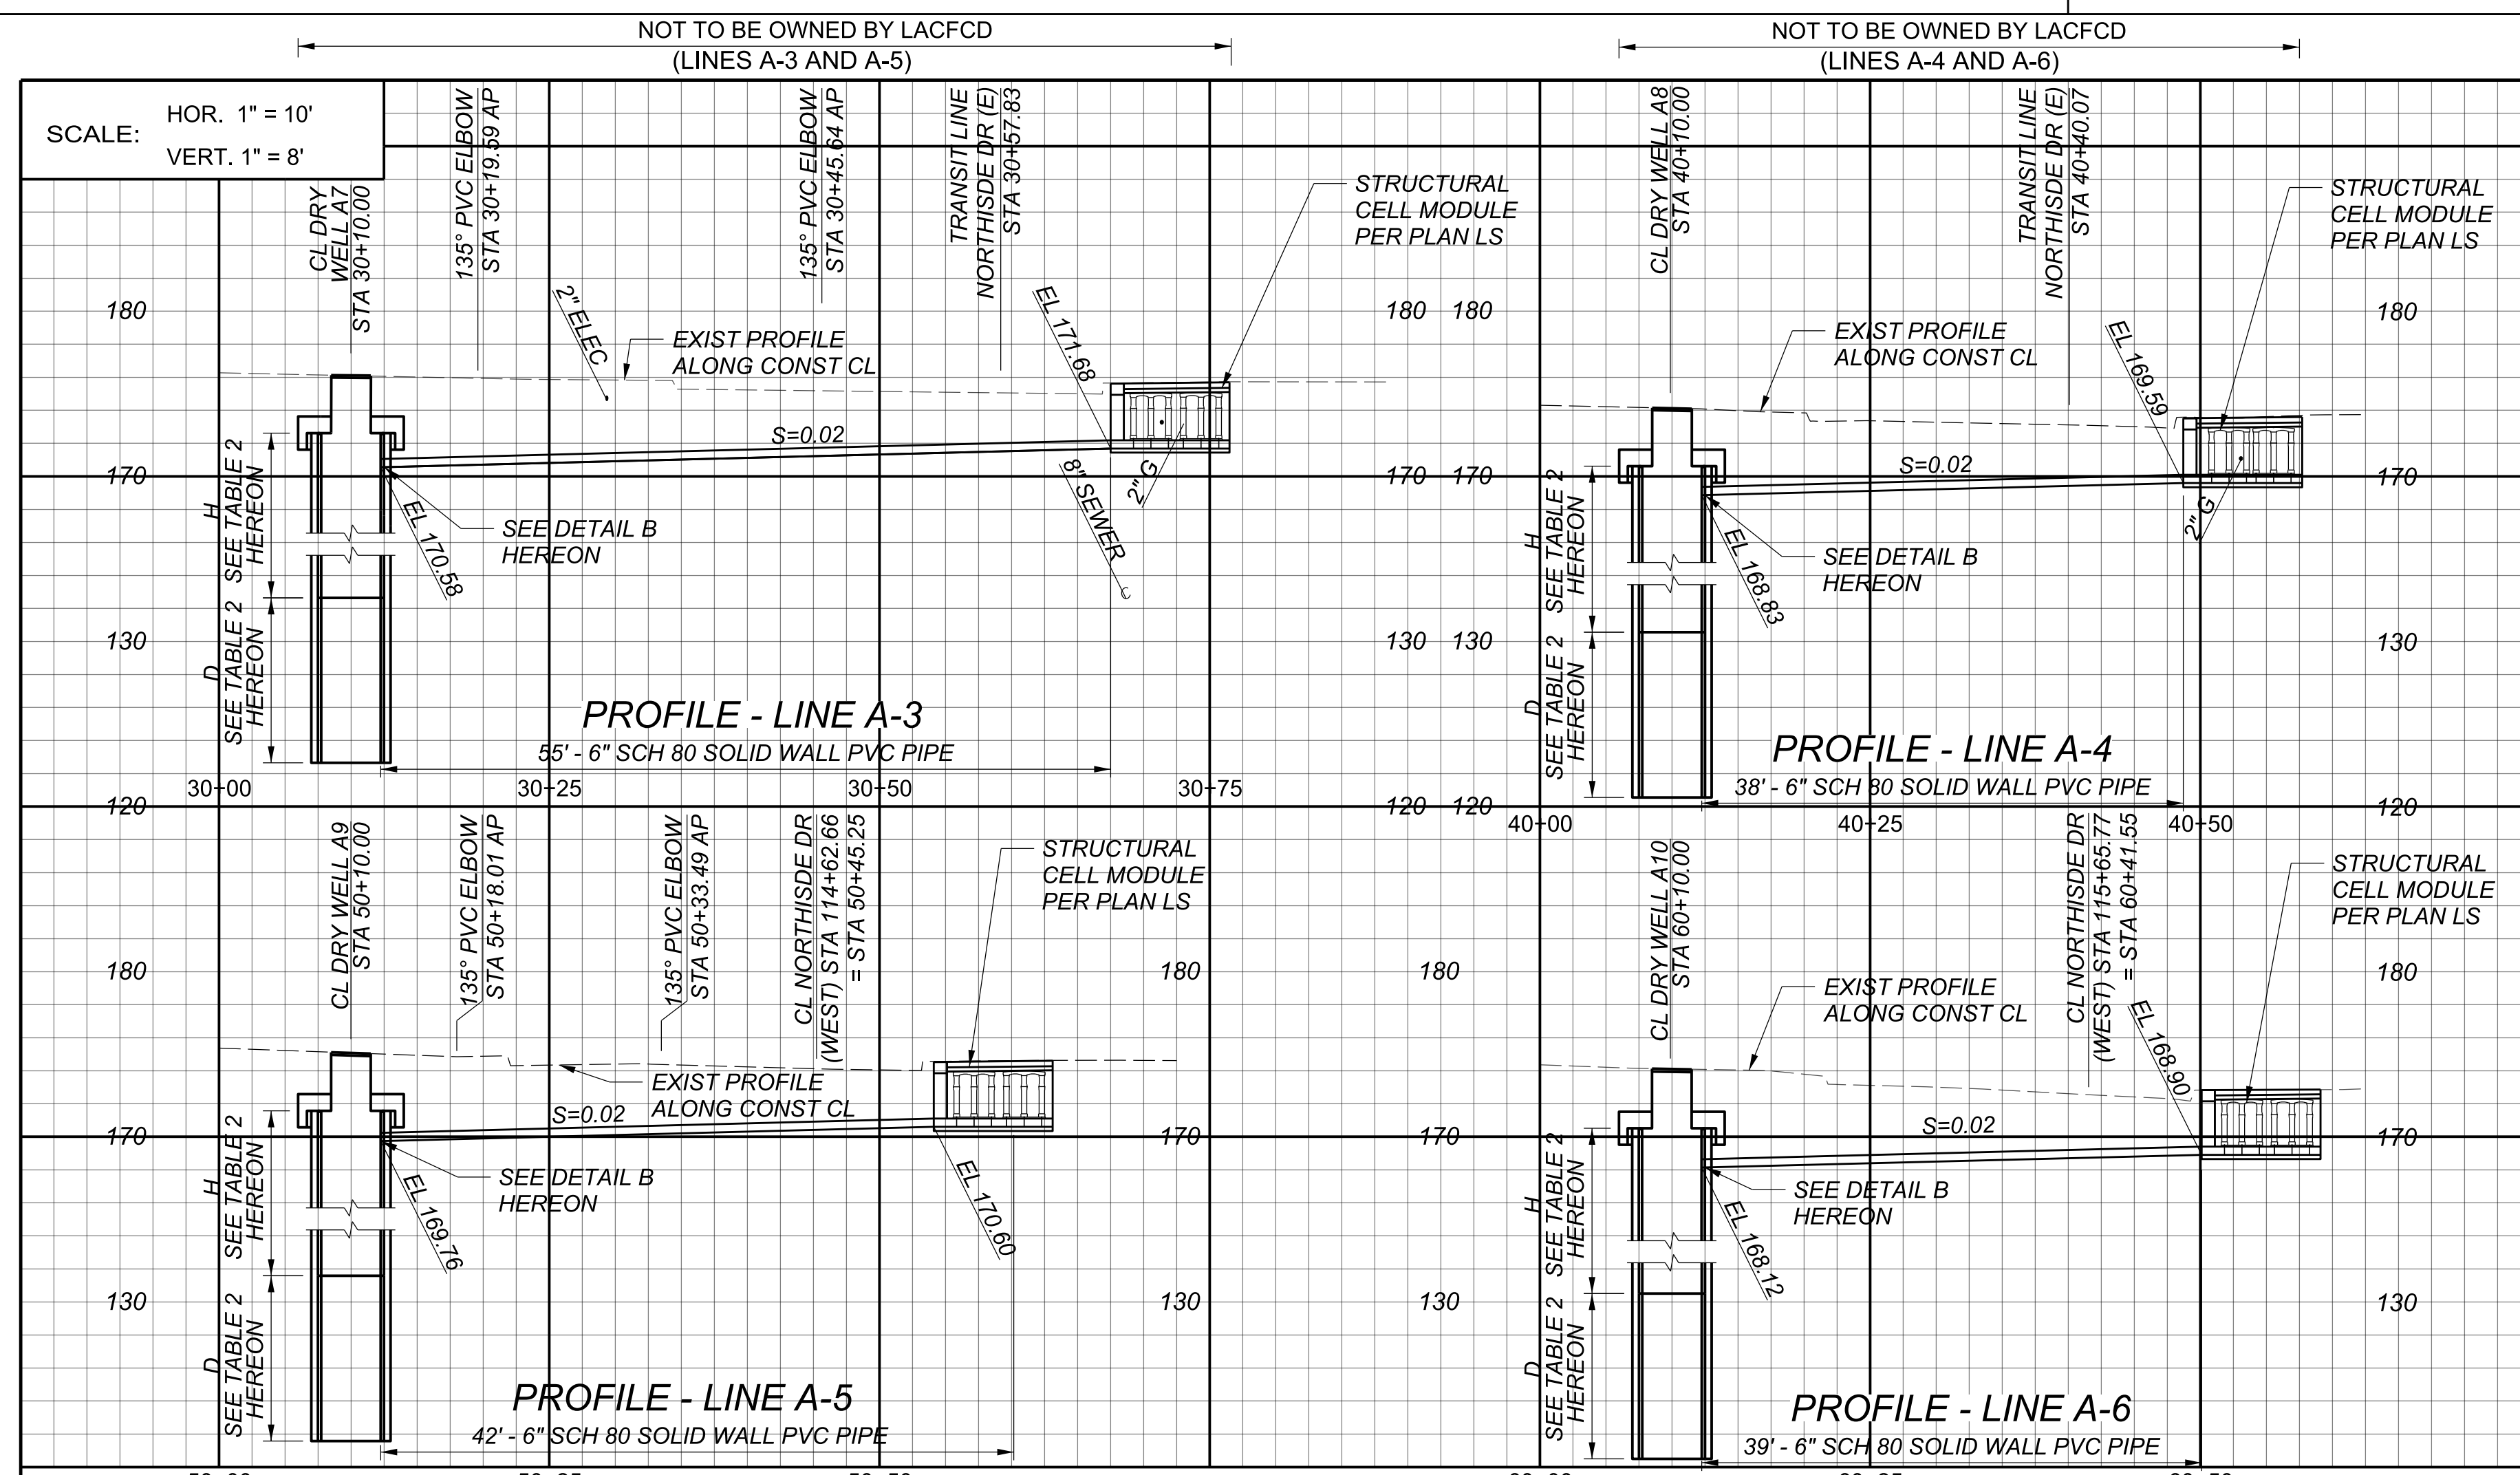 NOT TO BE OWNED BY LACFCD
(LINES A-3 AND A-5)
NOT TO BE OWNED BY LACFCD
(LINES A-4 AND A-6)
SCALE:
HOR. 1" = 10'
VERT. 1" = 8'
CL DRY
WELL A7
STA 30+10.00
135° PVC ELBOW
STA 30+19.59 AP
135° PVC ELBOW
STA 30+45.64 AP
TRANSIT LINE
NORTHISDE DR (E)
STA 30+57.83
STRUCTURAL
CELL MODULE
PER PLAN LS
2" ELEC
EXIST PROFILE
ALONG CONST CL
EL 171.68
S=0.02
8" SEWER
2" G
EL 170.58
SEE DETAIL B
HEREON
H
SEE TABLE 2
HEREON
D
SEE TABLE 2
HEREON
180
170
130
120
180
170
130
120
PROFILE - LINE A-3
55' - 6" SCH 80 SOLID WALL PVC PIPE
30+00
30+25
30+50
30+75
CL DRY WELL A8
STA 40+10.00
TRANSIT LINE
NORTHISDE DR (E)
STA 40+40.07
STRUCTURAL
CELL MODULE
PER PLAN LS
EXIST PROFILE
ALONG CONST CL
EL 169.59
S=0.02
2" G
EL 168.83
SEE DETAIL B
HEREON
H
SEE TABLE 2
HEREON
D
SEE TABLE 2
HEREON
180
170
130
120
180
170
130
120
PROFILE - LINE A-4
38' - 6" SCH 80 SOLID WALL PVC PIPE
40+00
40+25
40+50
CL DRY WELL A9
STA 50+10.00
135° PVC ELBOW
STA 50+18.01 AP
135° PVC ELBOW
STA 50+33.49 AP
CL NORTHISDE DR
(WEST) STA 114+62.66
= STA 50+45.25
STRUCTURAL
CELL MODULE
PER PLAN LS
EXIST PROFILE
ALONG CONST CL
S=0.02
EL 170.60
EL 169.76
SEE DETAIL B
HEREON
H
SEE TABLE 2
HEREON
D
SEE TABLE 2
HEREON
180
170
130
180
170
130
PROFILE - LINE A-5
42' - 6" SCH 80 SOLID WALL PVC PIPE
CL DRY WELL A10
STA 60+10.00
CL NORTHISDE DR
(WEST) STA 115+65.77
= STA 60+41.55
STRUCTURAL
CELL MODULE
PER PLAN LS
EXIST PROFILE
ALONG CONST CL
EL 168.90
S=0.02
EL 168.12
SEE DETAIL B
HEREON
H
SEE TABLE 2
HEREON
D
SEE TABLE 2
HEREON
180
170
130
180
170
130
PROFILE - LINE A-6
39' - 6" SCH 80 SOLID WALL PVC PIPE